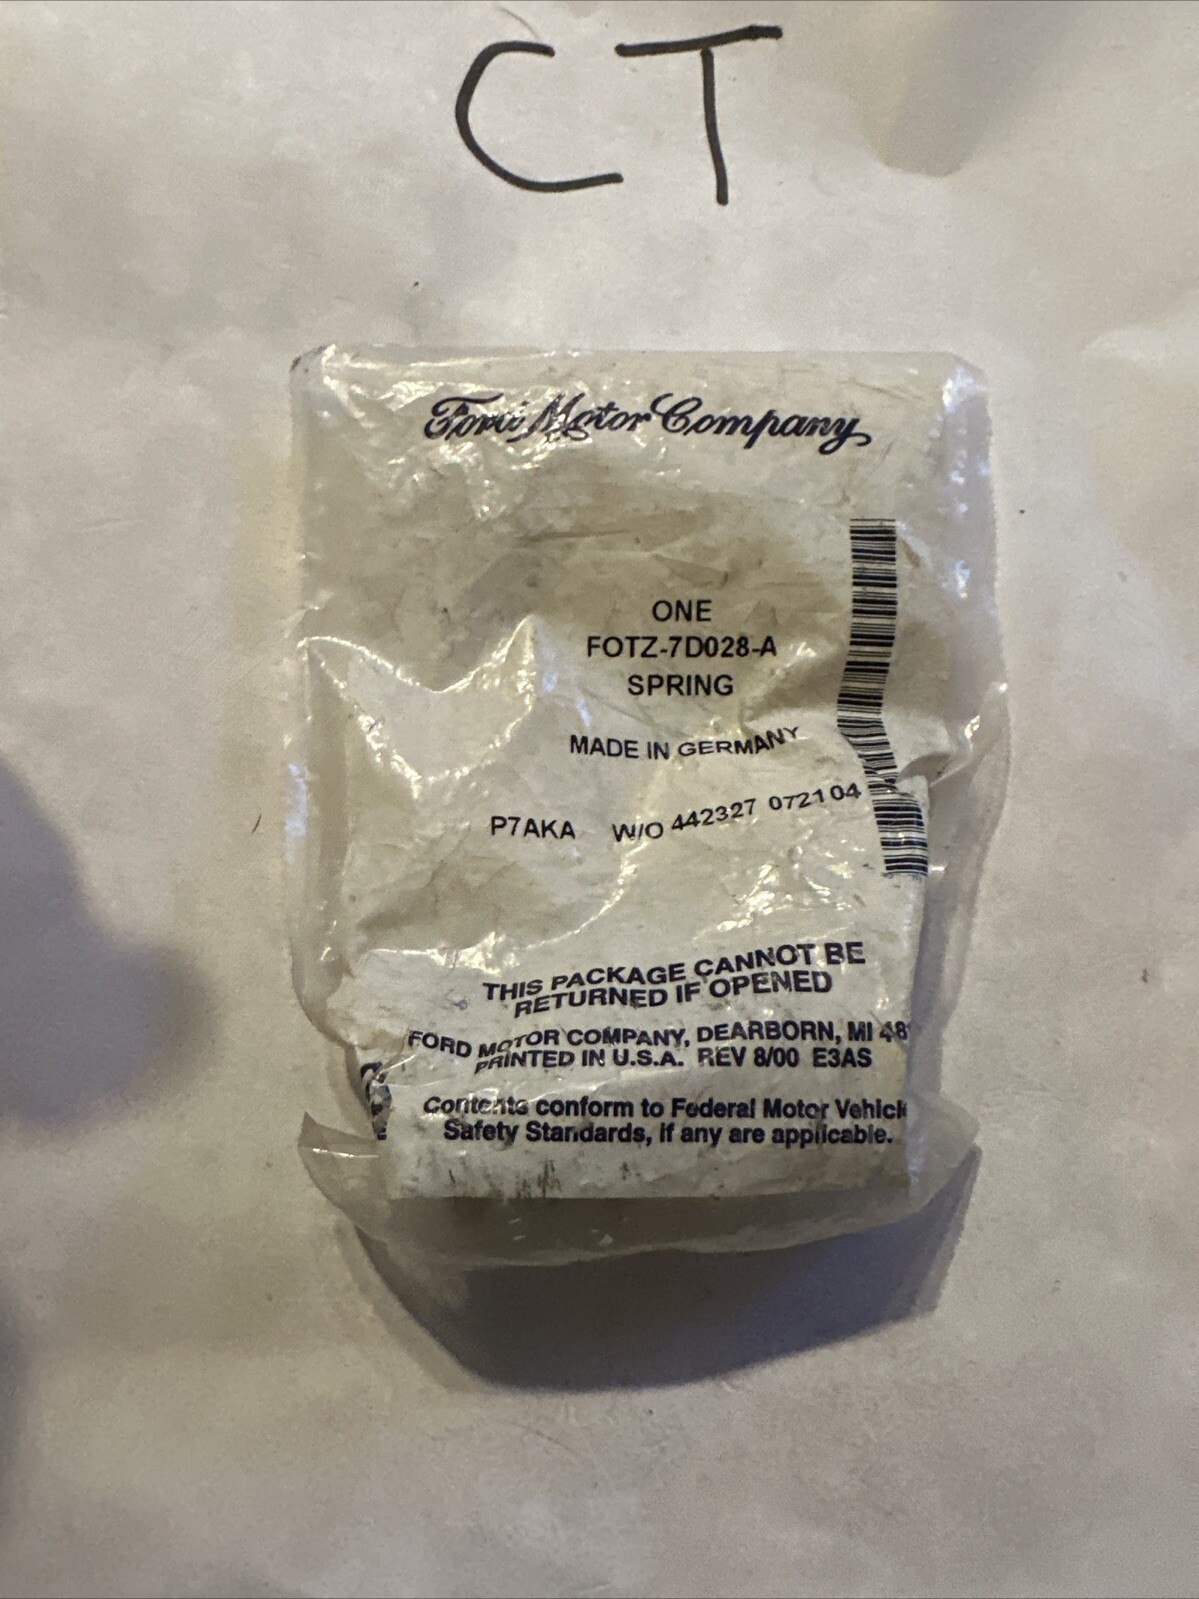 CT
Ford Motor Company
ONE
FOTZ-7D028-A
SPRING
MADE IN GERMANY
P7AKA W/O 442327 072104
THIS PACKAGE CANNOT BE
RETURNED IF OPENED
FORD MOTOR COMPANY, DEARBORN, MI 48
PRINTED IN U.S.A. REV 8/00 E3AS
Contents conform to Federal Motor Vehicle
Safety Standards, if any are applicable.